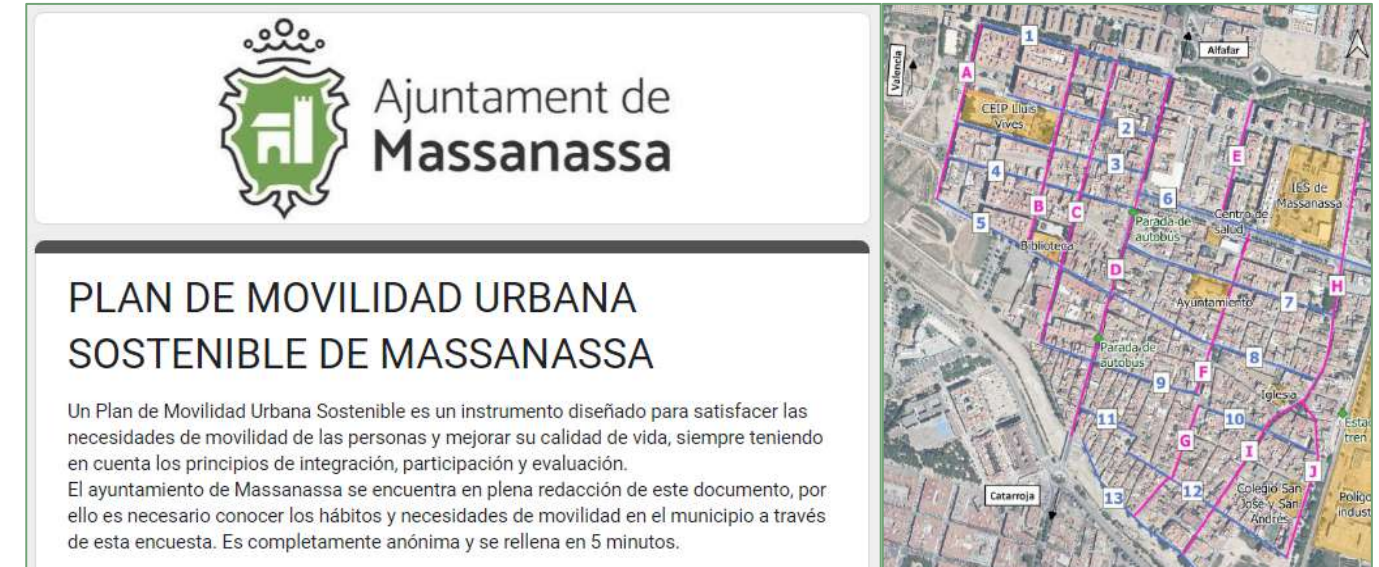 Ajuntament de
Massanassa
PLAN DE MOVILIDAD URBANA
SOSTENIBLE DE MASSANASSA
Un Plan de Movilidad Urbana Sostenible es un instrumento diseñado para satisfacer las
necesidades de movilidad de las personas y mejorar su calidad de vida, siempre teniendo
en cuenta los principios de integración, participación y evaluación.
El ayuntamiento de Massanassa se encuentra en plena redacción de este documento, por
ello es necesario conocer los hábitos y necesidades de movilidad en el municipio a través
de esta encuesta. Es completamente anónima y se rellena en 5 minutos.
1
Alfafar
Valencia
A
CEIP Lluis
Vives
2
E
3
4
IES de
Massanassa
6
B
C
Centro de
salud
Parada de
autobús
5
Biblioteca
D
H
Ayuntamiento
7
Parada de
autobús
8
F
9
Iglesia
11
10
Estac
tren
G
I
J
12
Colegio San
José y San
Andrés
13
Catarroja
Polígo
indust